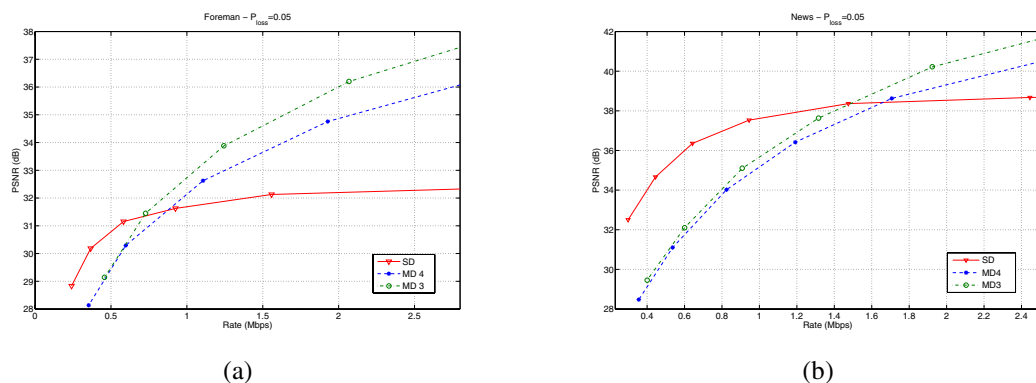 Foreman − Ploss=0.05
38
37
36
35
34
33
32
31
30
29
28
PSNR (dB)
SD
MD 4
MD 3
0 0.5 1 1.5 2 2.5
Rate (Mbps)
(a)
News − Ploss=0.05
42
40
38
36
34
32
30
28
PSNR (dB)
SD
MD4
MD3
0.4 0.6 0.8 1 1.2 1.4 1.6 1.8 2 2.2 2.4
Rate (Mbps)
(b)